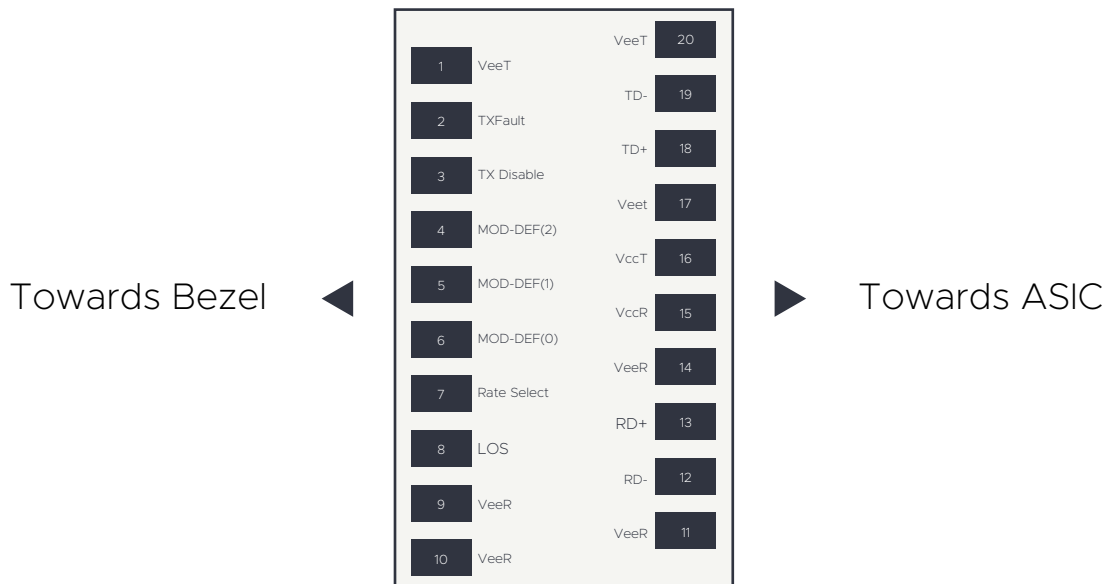 VeeT 20
1 VeeT
TD- 19
2 TXFault
TD+ 18
3 TX Disable
Veet 17
4 MOD-DEF(2)
VccT 16
5 MOD-DEF(1)
Towards Bezel
Towards ASIC
VccR 15
6 MOD-DEF(0)
VeeR 14
7 Rate Select
RD+ 13
8 LOS
RD- 12
9 VeeR
VeeR 11
10 VeeR